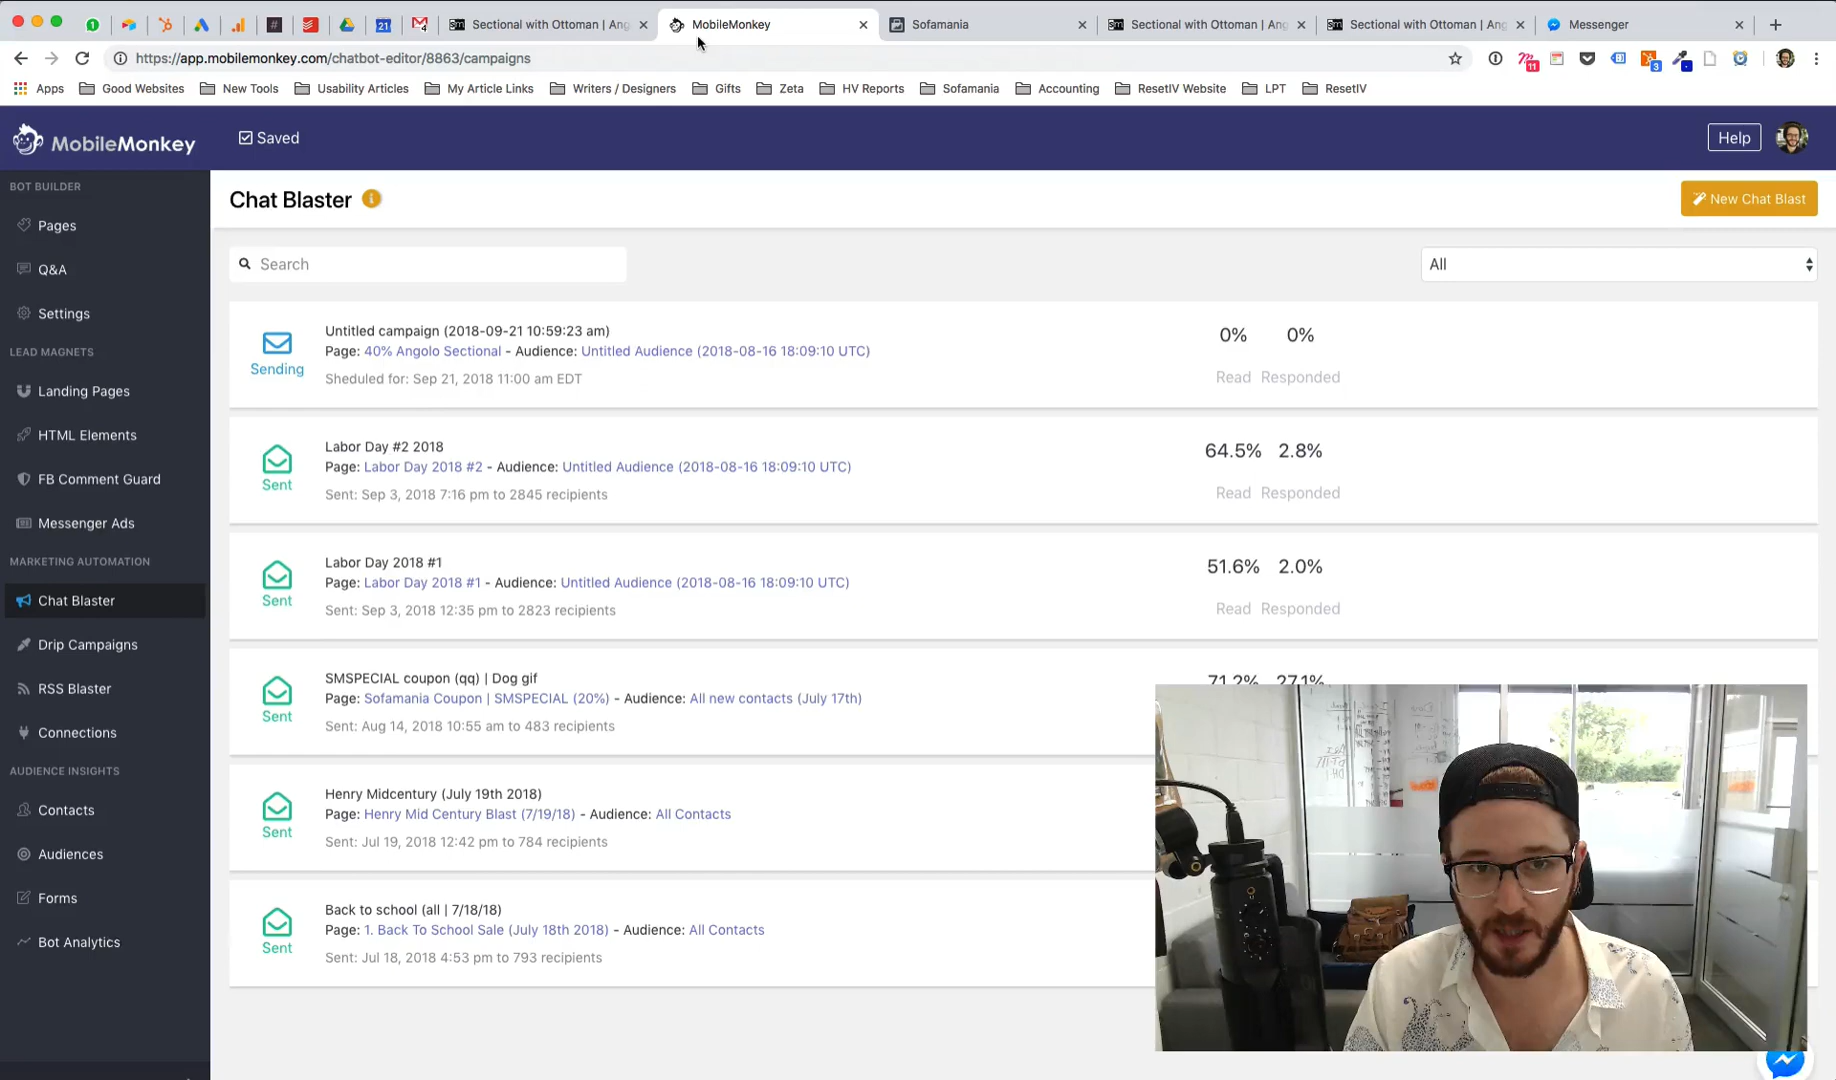 Sectional with Ottoman | Ang
MobileMonkey
Sofamania
Sectional with Ottoman | Ang
Sectional with Ottoman | Ang
Messenger
https://app.mobilemonkey.com/chatbot-editor/8863/campaigns
Apps
Good Websites
New Tools
Usability Articles
My Article Links
Writers / Designers
Gifts
Zeta
HV Reports
Sofamania
Accounting
ResetIV Website
LPT
ResetIV
MobileMonkey
Saved
Help
BOT BUILDER
Pages
Q&A
Settings
LEAD MAGNETS
Landing Pages
HTML Elements
FB Comment Guard
Messenger Ads
MARKETING AUTOMATION
Chat Blaster
Drip Campaigns
RSS Blaster
Connections
AUDIENCE INSIGHTS
Contacts
Audiences
Forms
Bot Analytics
Chat Blaster
New Chat Blast
Search
All
Sending
Untitled campaign (2018-09-21 10:59:23 am)
Page: 40% Angolo Sectional - Audience: Untitled Audience (2018-08-16 18:09:10 UTC)
Sheduled for: Sep 21, 2018 11:00 am EDT
0% 0%
Read Responded
Sent
Labor Day #2 2018
Page: Labor Day 2018 #2 - Audience: Untitled Audience (2018-08-16 18:09:10 UTC)
Sent: Sep 3, 2018 7:16 pm to 2845 recipients
64.5% 2.8%
Read Responded
Sent
Labor Day 2018 #1
Page: Labor Day 2018 #1 - Audience: Untitled Audience (2018-08-16 18:09:10 UTC)
Sent: Sep 3, 2018 12:35 pm to 2823 recipients
51.6% 2.0%
Read Responded
Sent
SMSPECIAL coupon (qq) | Dog gif
Page: Sofamania Coupon | SMSPECIAL (20%) - Audience: All new contacts (July 17th)
Sent: Aug 14, 2018 10:55 am to 483 recipients
71.2% 27.1%
Sent
Henry Midcentury (July 19th 2018)
Page: Henry Mid Century Blast (7/19/18) - Audience: All Contacts
Sent: Jul 19, 2018 12:42 pm to 784 recipients
Sent
Back to school (all | 7/18/18)
Page: 1. Back To School Sale (July 18th 2018) - Audience: All Contacts
Sent: Jul 18, 2018 4:53 pm to 793 recipients